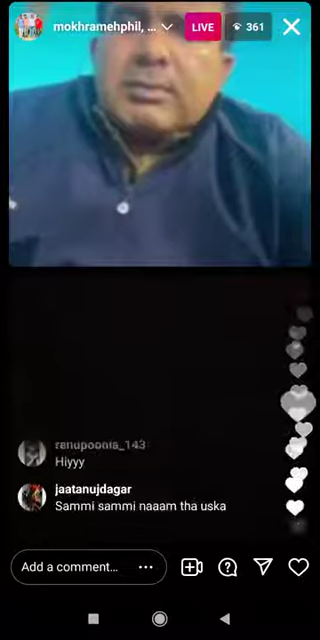 mokhramehphil, ...
LIVE
361
renupoonia_143
Hiyyy
jaatanujdagar
Sammi sammi naaam tha uska
Add a comment...